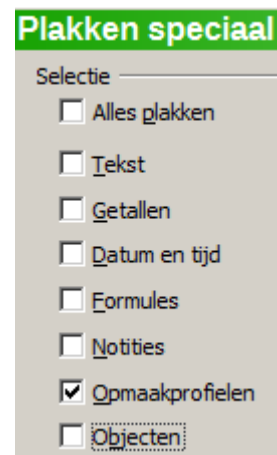 Plakken speciaal
Selectie
Alles plakken
Tekst
Getallen
Datum en tijd
Formules
Notities
Opmaakprofielen
Objecten